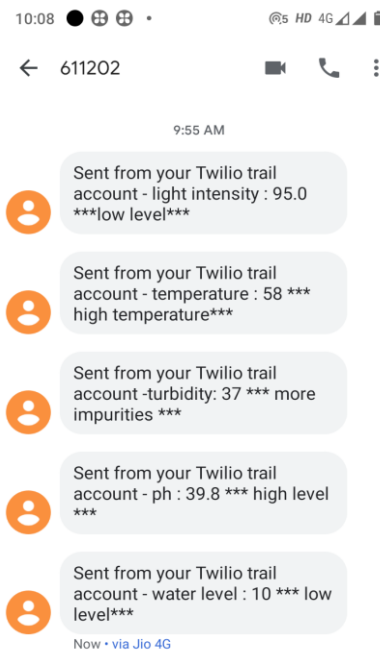 10:08 5 HD 4G
611202
9:55 AM
Sent from your Twilio trail
account - light intensity : 95.0
***low level***
Sent from your Twilio trail
account - temperature : 58 ***
high temperature***
Sent from your Twilio trail
account -turbidity: 37 *** more
impurities ***
Sent from your Twilio trail
account - ph : 39.8 *** high level
***
Sent from your Twilio trail
account - water level : 10 *** low
level***
Now • via Jio 4G